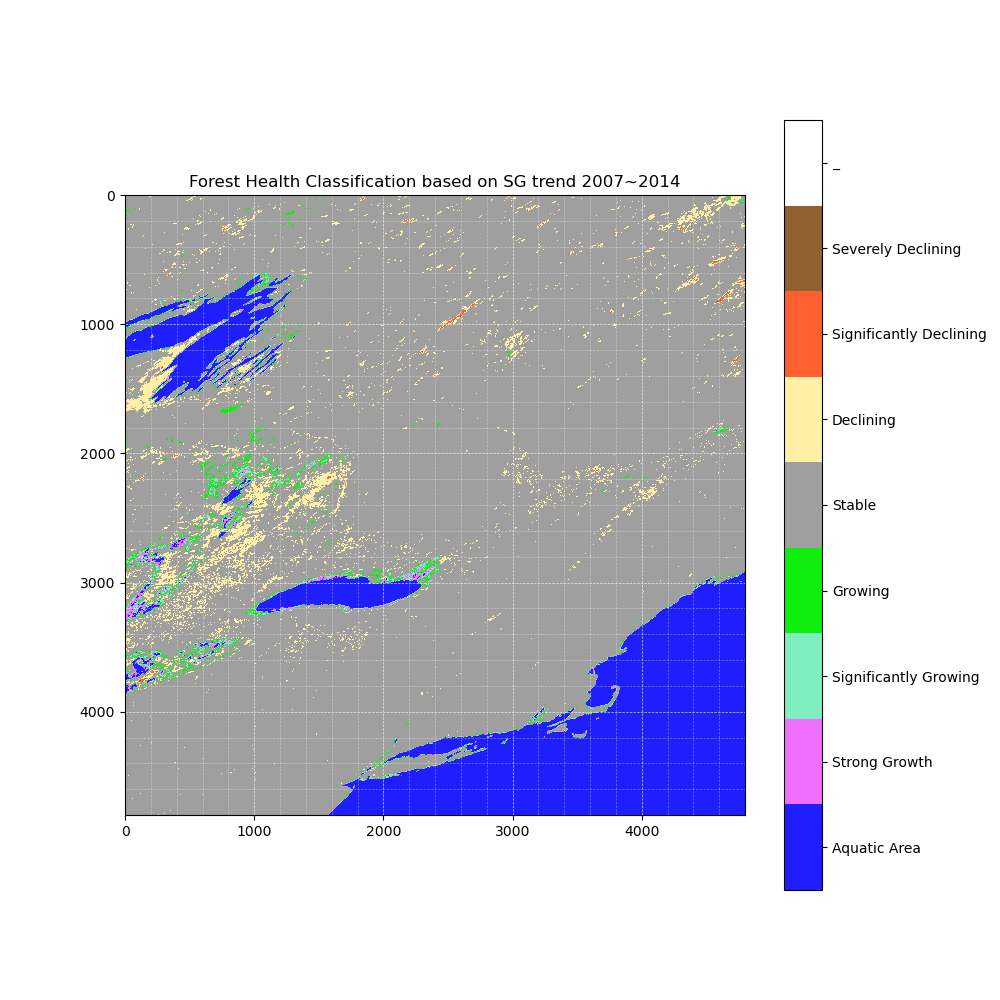 Forest Health Classification based on SG trend 2007~2014
0
1000
2000
3000
4000
0
1000
2000
3000
4000
_
Severely Declining
Significantly Declining
Declining
Stable
Growing
Significantly Growing
Strong Growth
Aquatic Area